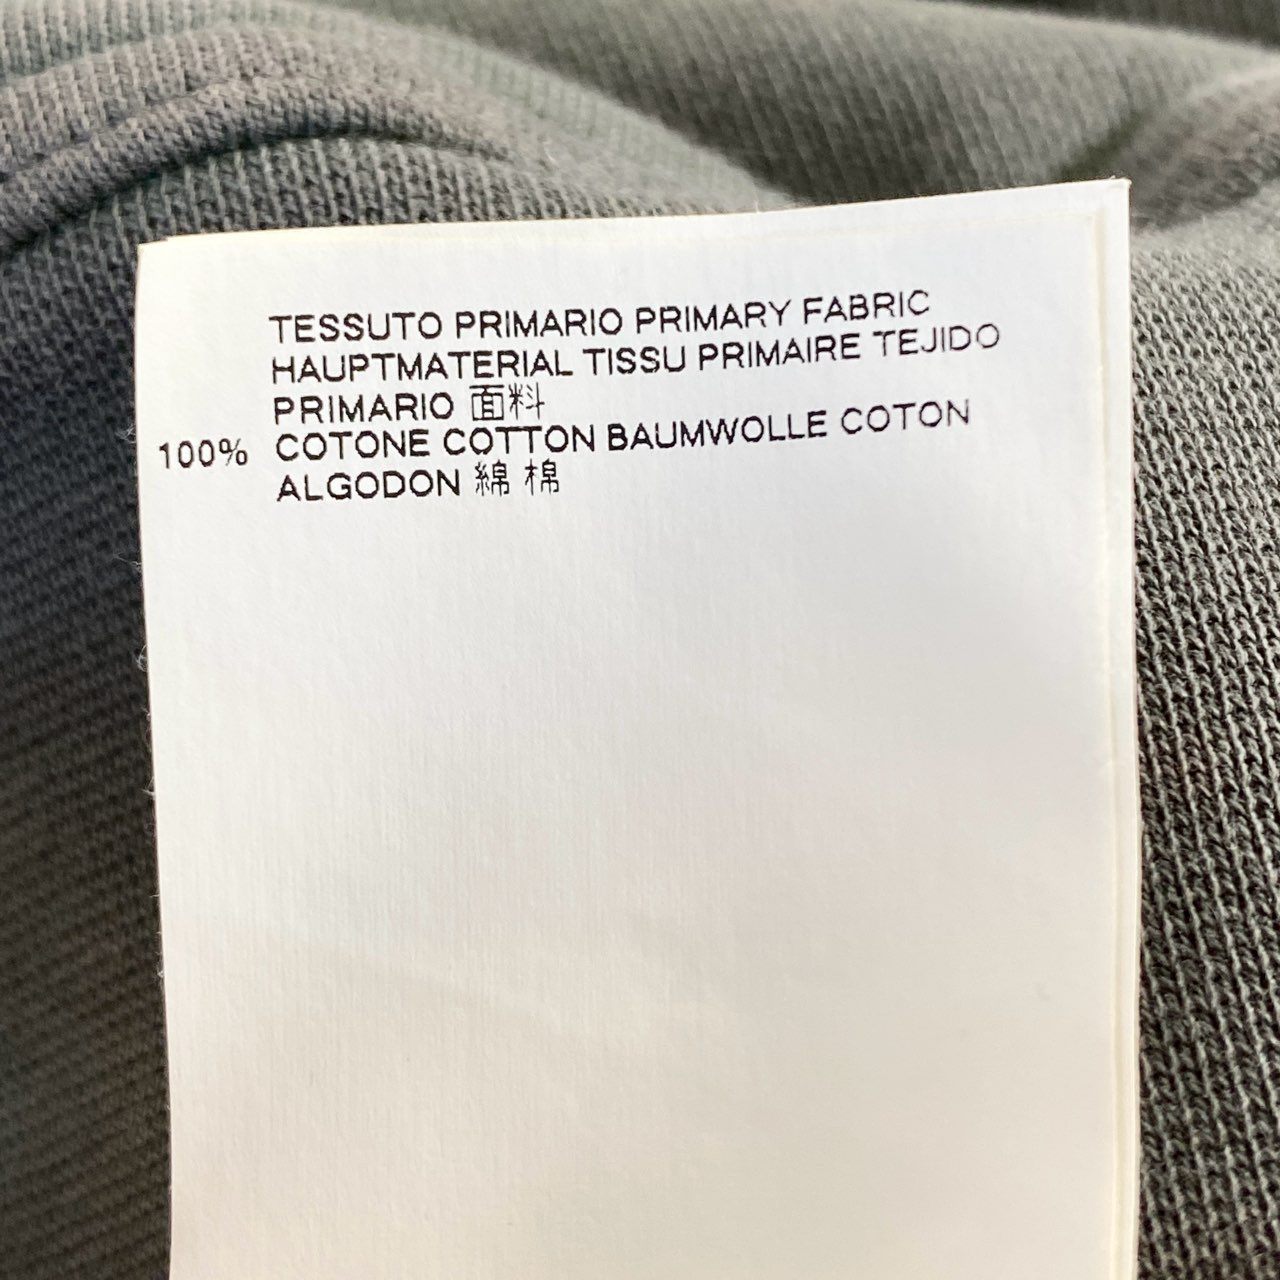 TESSUTO PRIMARIO PRIMARY FABRIC
HAUPTMATERIAL TISSU PRIMAIRE TEJIDO
PRIMARIO 面料
100% COTONE COTTON BAUMWOLLE COTON
ALGODON 綿 棉